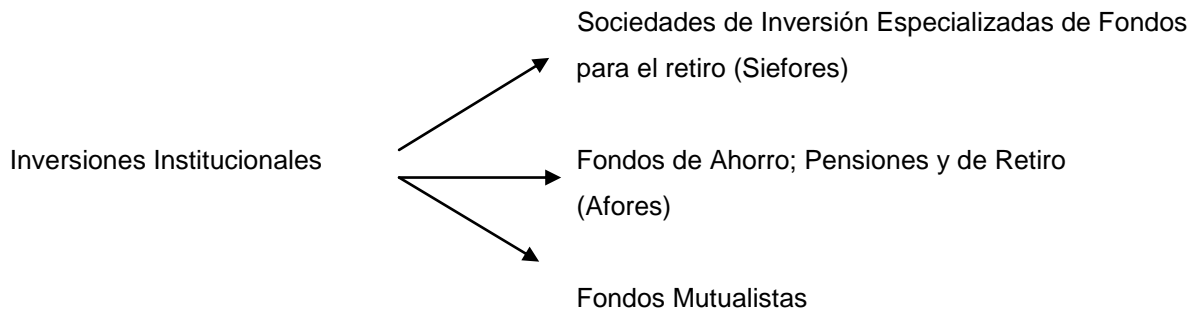 Sociedades de Inversión Especializadas de Fondos
para el retiro (Siefores)
Inversiones Institucionales
Fondos de Ahorro; Pensiones y de Retiro
(Afores)
Fondos Mutualistas